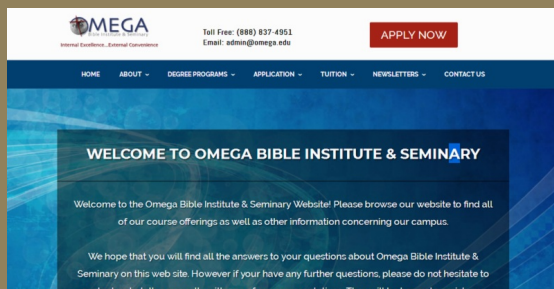 OMEGA
Bible Institute & Seminary
Internal Excellence...External Convenience
Toll Free: (888) 837-4951
Email: admin@omega.edu
APPLY NOW
HOME ABOUT DEGREE PROGRAMS APPLICATION TUITION NEWSLETTERS CONTACT US
WELCOME TO OMEGA BIBLE INSTITUTE & SEMINARY
Welcome to the Omega Bible Institute & Seminary Website! Please browse our website to find all
of our course offerings as well as other information concerning our campus.
We hope that you will find all the answers to your questions about Omega Bible Institute &
Seminary on this web site. However if your have any further questions, please do not hesitate to